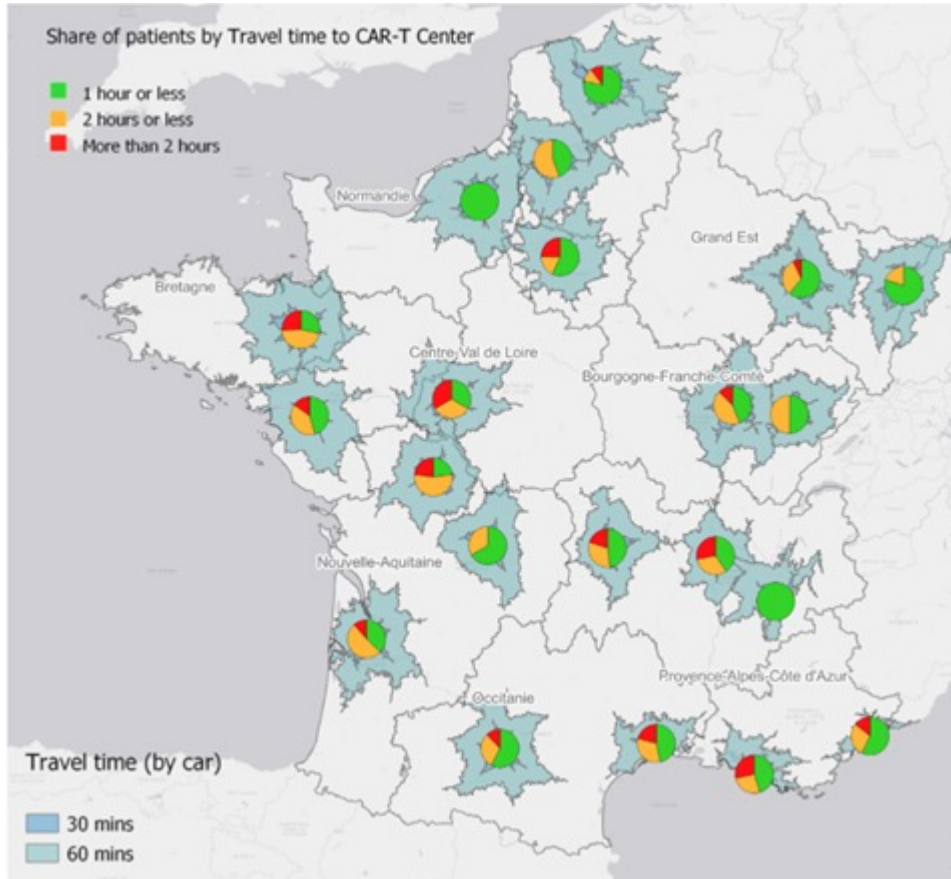 Share of patients by Travel time to CAR-T Center
1 hour or less
2 hours or less
More than 2 hours
Normandie
Grand Est
Bretagne
Centre-Val de Loire
Bourgogne-Franche-Comté
Nouvelle-Aquitaine
Provence-Alpes-Côte d'Azur
Occitanie
Travel time (by car)
30 mins
60 mins